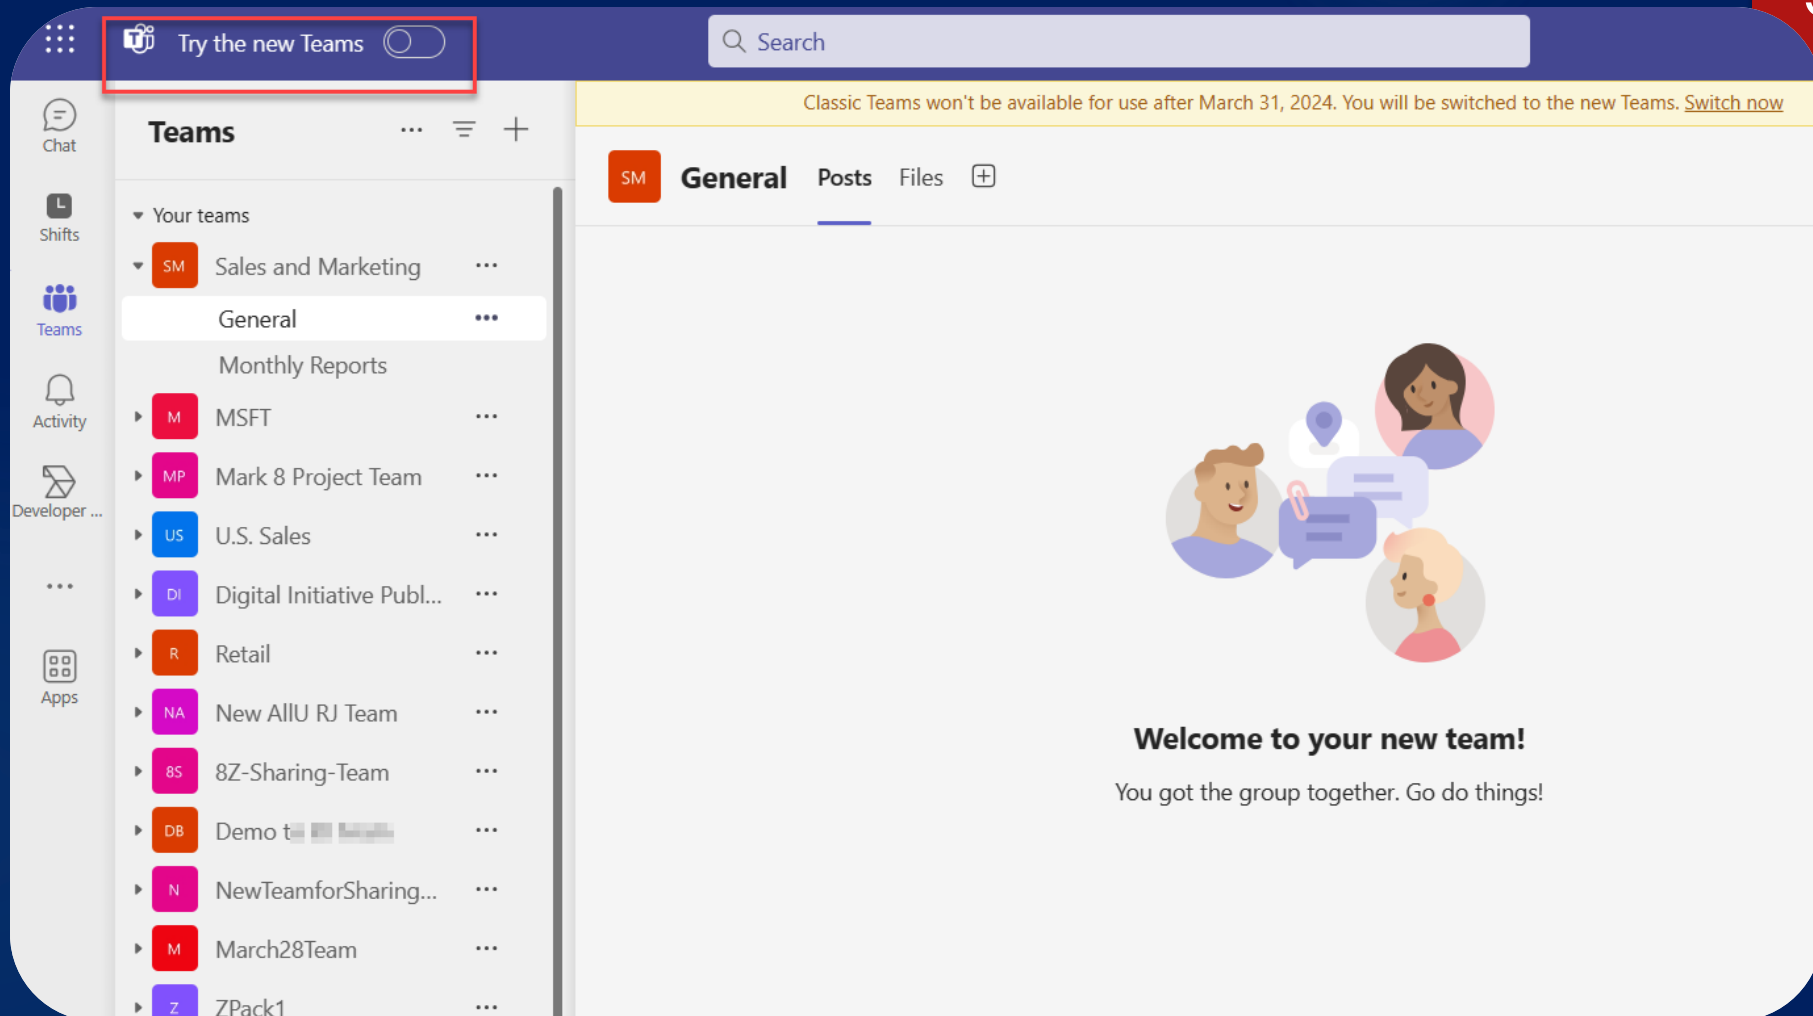 Try the new Teams
Search
Classic Teams won't be available for use after March 31, 2024. You will be switched to the new Teams. Switch now
Chat
Shifts
Teams
Activity
Developer ...
Apps
Teams
Your teams
SM Sales and Marketing
General
Monthly Reports
M MSFT
MP Mark 8 Project Team
US U.S. Sales
DI Digital Initiative Publ...
R Retail
NA New AllU RJ Team
8S 8Z-Sharing-Team
DB Demo
N NewTeamforSharing...
M March28Team
Z ZPack1
SM General Posts Files
Welcome to your new team!
You got the group together. Go do things!